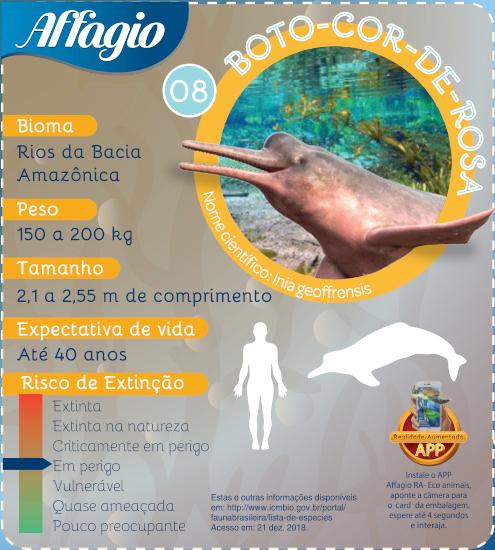 Affagio
BOTO-COR-DE-ROSA
08
Nome científico: Inia geoffrensis
Bioma
Rios da Bacia
Amazônica
Peso
150 a 200 kg
Tamanho
2,1 a 2,55 m de comprimento
Expectativa de vida
Até 40 anos
Risco de Extinção
Extinta
Extinta na natureza
Criticamente em perigo
Em perigo
Vulnerável
Quase ameaçada
Pouco preocupante
Estas e outras informações disponíveis
em: http://www.icmbio.gov.br/portal/
faunabrasileira/lista-de-especies
Acesso em: 21 dez. 2018.
Realidade Aumentada
APP
Instale o APP
Affagio RA- Eco animais,
aponte a câmera para
o card da embalagem,
espere até 4 segundos
e interaja.